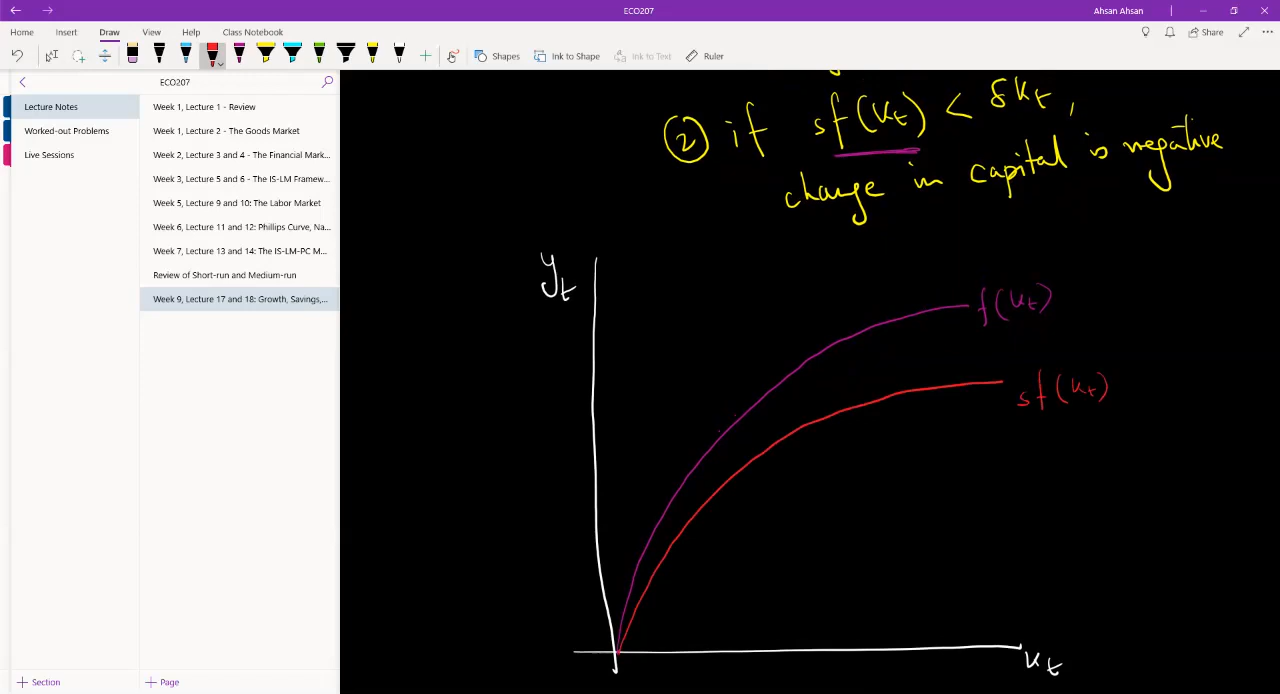 ECO207
Ahsan Ahsan
Home Insert Draw View Help Class Notebook
Share
Shapes Ink to Shape Ink to Text Ruler
ECO207
Lecture Notes
Worked-out Problems
Live Sessions
Week 1, Lecture 1 - Review
Week 1, Lecture 2 - The Goods Market
Week 2, Lecture 3 and 4 - The Financial Mark...
Week 3, Lecture 5 and 6 - The IS-LM Framew...
Week 5, Lecture 9 and 10: The Labor Market
Week 6, Lecture 11 and 12: Phillips Curve, Na...
Week 7, Lecture 13 and 14: The IS-LM-PC M...
Review of Short-run and Medium-run
Week 9, Lecture 17 and 18: Growth, Savings,...
② if sf(Kt) < δKt,
change in capital is negative
yt
f(Kt)
sf(Kt)
Kt
+ Section
+ Page